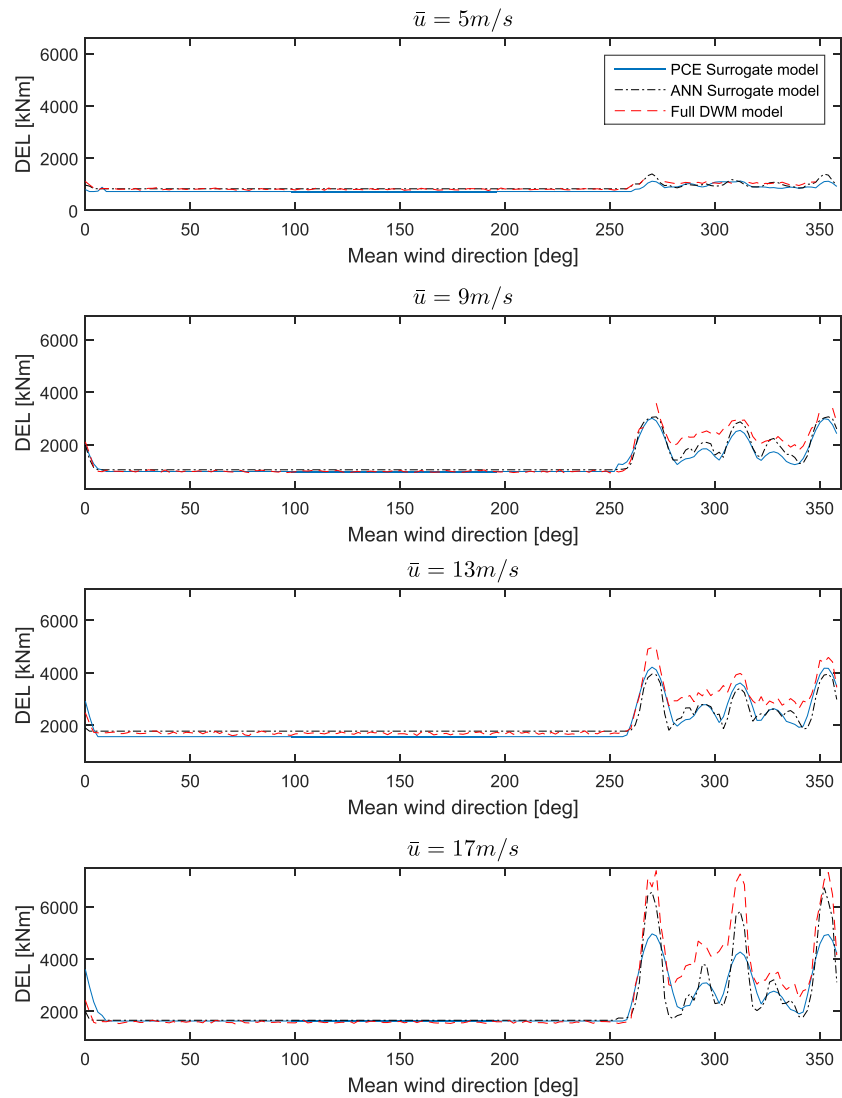 ū = 5m/s
6000
4000
2000
0
DEL [kNm]
PCE Surrogate model
ANN Surrogate model
Full DWM model
0 50 100 150 200 250 300 350
Mean wind direction [deg]
ū = 9m/s
6000
4000
2000
DEL [kNm]
0 50 100 150 200 250 300 350
Mean wind direction [deg]
ū = 13m/s
6000
4000
2000
DEL [kNm]
0 50 100 150 200 250 300 350
Mean wind direction [deg]
ū = 17m/s
6000
4000
2000
DEL [kNm]
0 50 100 150 200 250 300 350
Mean wind direction [deg]